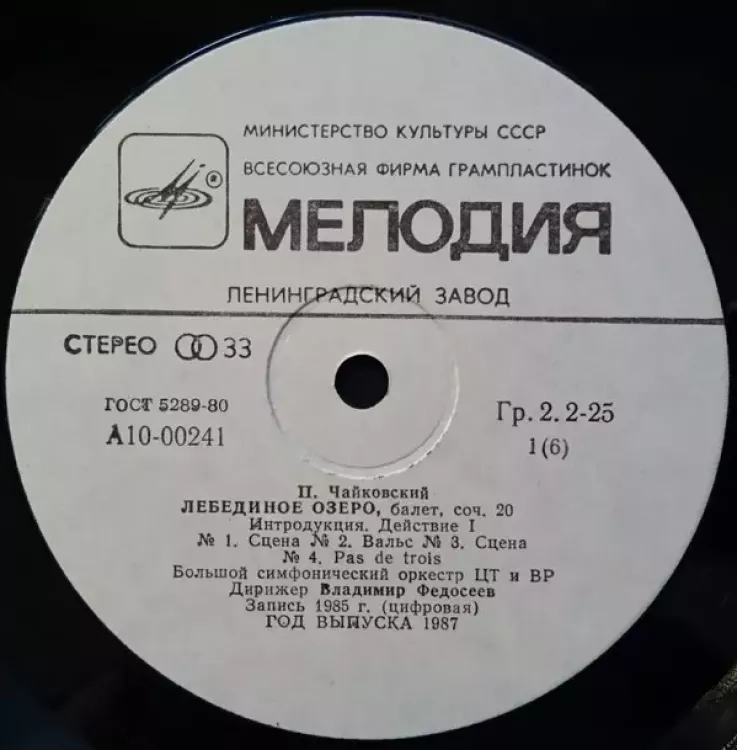 МИНИСТЕРСТВО КУЛЬТУРЫ СССР
ВСЕСОЮЗНАЯ ФИРМА ГРАМПЛАСТИНОК
®
МЕЛОДИЯ
ЛЕНИНГРАДСКИЙ ЗАВОД
СТЕРЕО 33
ГОСТ 5289-80
А10-00241
Гр. 2. 2-25
1(6)
П. Чайковский
ЛЕБЕДИНОЕ ОЗЕРО, балет, соч. 20
Интродукция. Действие I
№ 1. Сцена № 2. Вальс № 3. Сцена
№ 4. Pas de trois
Большой симфонический оркестр ЦТ и ВР
Дирижер Владимир Федосеев
Запись 1985 г. (цифровая)
ГОД ВЫПУСКА 1987